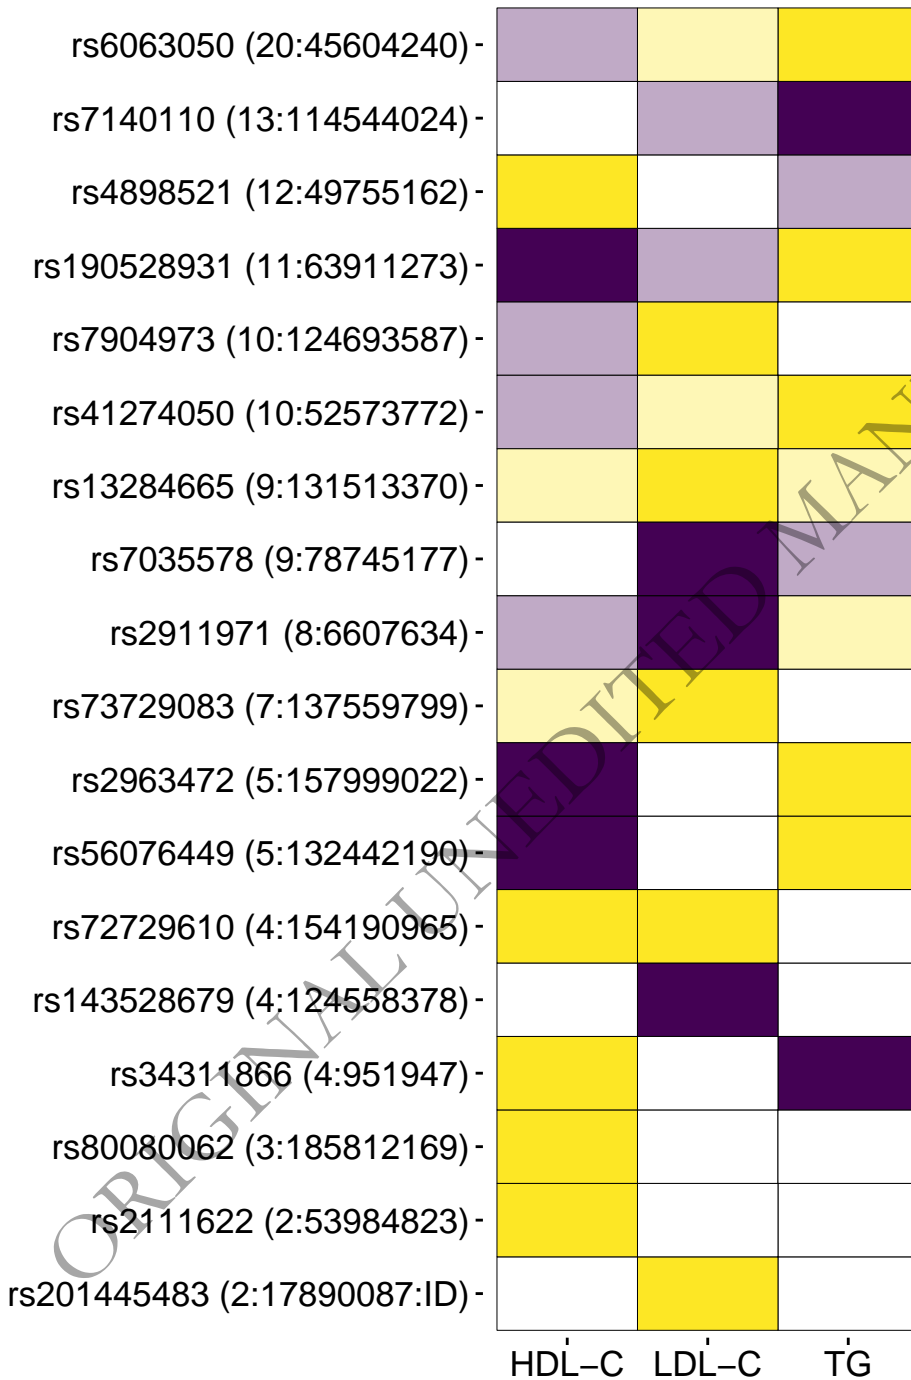 rs6063050 (20:45604240)
rs7140110 (13:114544024)
rs4898521 (12:49755162)
rs190528931 (11:63911273)
rs7904973 (10:124693587)
rs41274050 (10:52573772)
rs13284665 (9:131513370)
rs7035578 (9:78745177)
rs2911971 (8:6607634)
rs73729083 (7:137559799)
rs2963472 (5:157999022)
rs56076449 (5:132442190)
rs72729610 (4:154190965)
rs143528679 (4:124558378)
rs34311866 (4:951947)
rs80080062 (3:185812169)
rs2111622 (2:53984823)
rs201445483 (2:17890087:ID)
HDL−C LDL−C TG
ORIGINAL UNEDITED